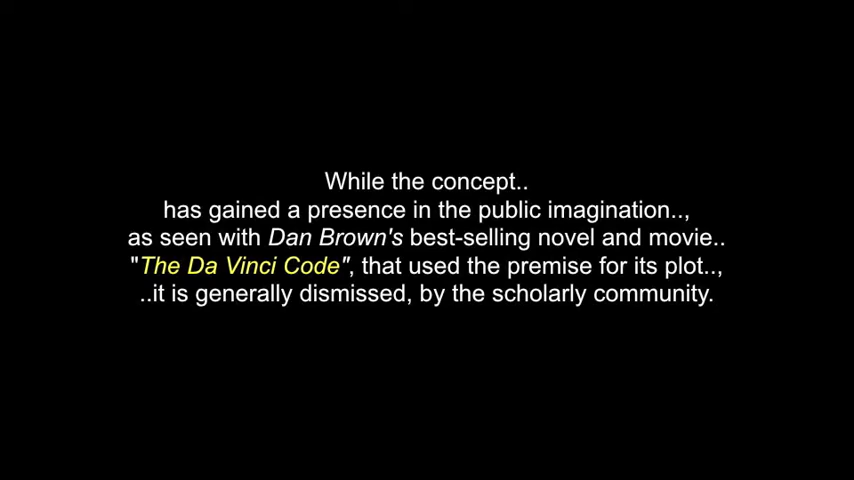 While the concept..
has gained a presence in the public imagination..,
as seen with Dan Brown's best-selling novel and movie..
"The Da Vinci Code", that used the premise for its plot..,
..it is generally dismissed, by the scholarly community.